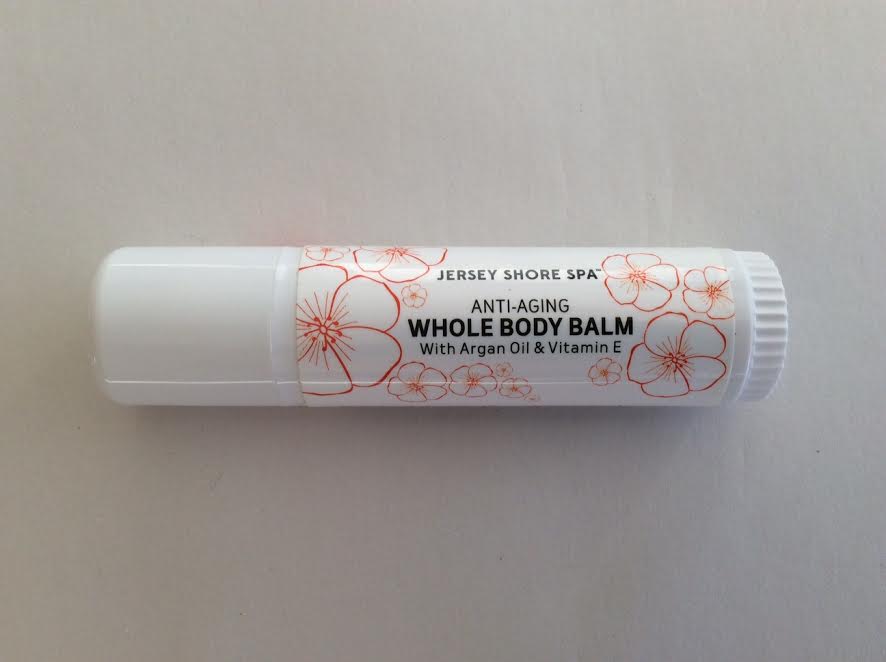 JERSEY SHORE SPA™
ANTI-AGING
WHOLE BODY BALM
With Argan Oil & Vitamin E